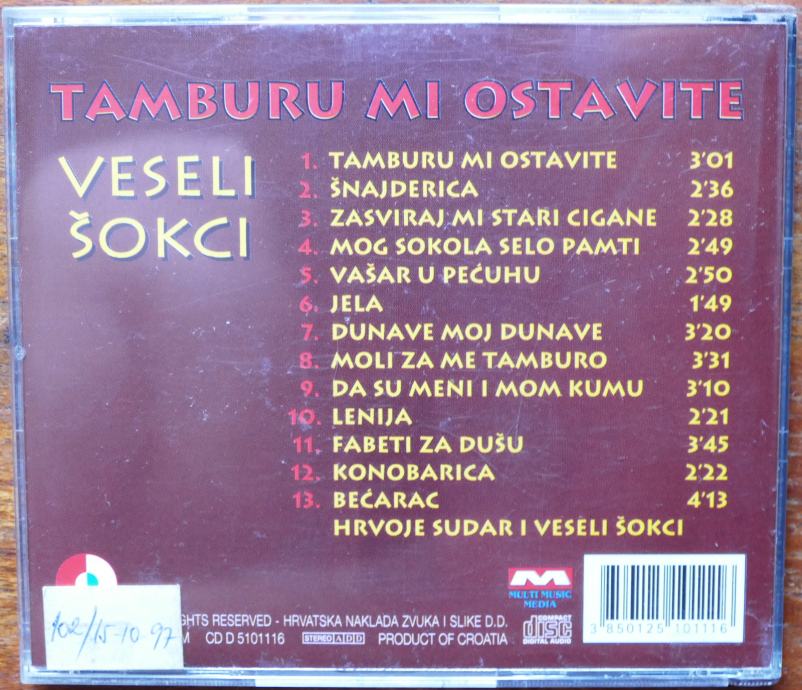 TAMBURU MI OSTAVITE
VESELI
ŠOKCI
1. TAMBURU MI OSTAVITE 3'01
2. ŠNAJDERICA 2'36
3. ZASVIRAJ MI STARI CIGANE 2'28
4. MOG SOKOLA SELO PAMTI 2'49
5. VAŠAR U PEĆUHU 2'50
6. JELA 1'49
7. DUNAVE MOJ DUNAVE 3'20
8. MOLI ZA ME TAMBURO 3'31
9. DA SU MENI I MOM KUMU 3'10
10. LENIJA 2'21
11. FABETI ZA DUŠU 3'45
12. KONOBARICA 2'22
13. BEĆARAC 4'13
HRVOJE SUDAR I VESELI ŠOKCI
MULTI MUSIC
MEDIA
102/15-10 97
RESERVED - HRVATSKA NAKLADA ZVUKA I SLIKE D.D.
CD D 5101116 STEREO ADD PRODUCT OF CROATIA
COMPACT
disc
DIGITAL AUDIO
3 850125 101116